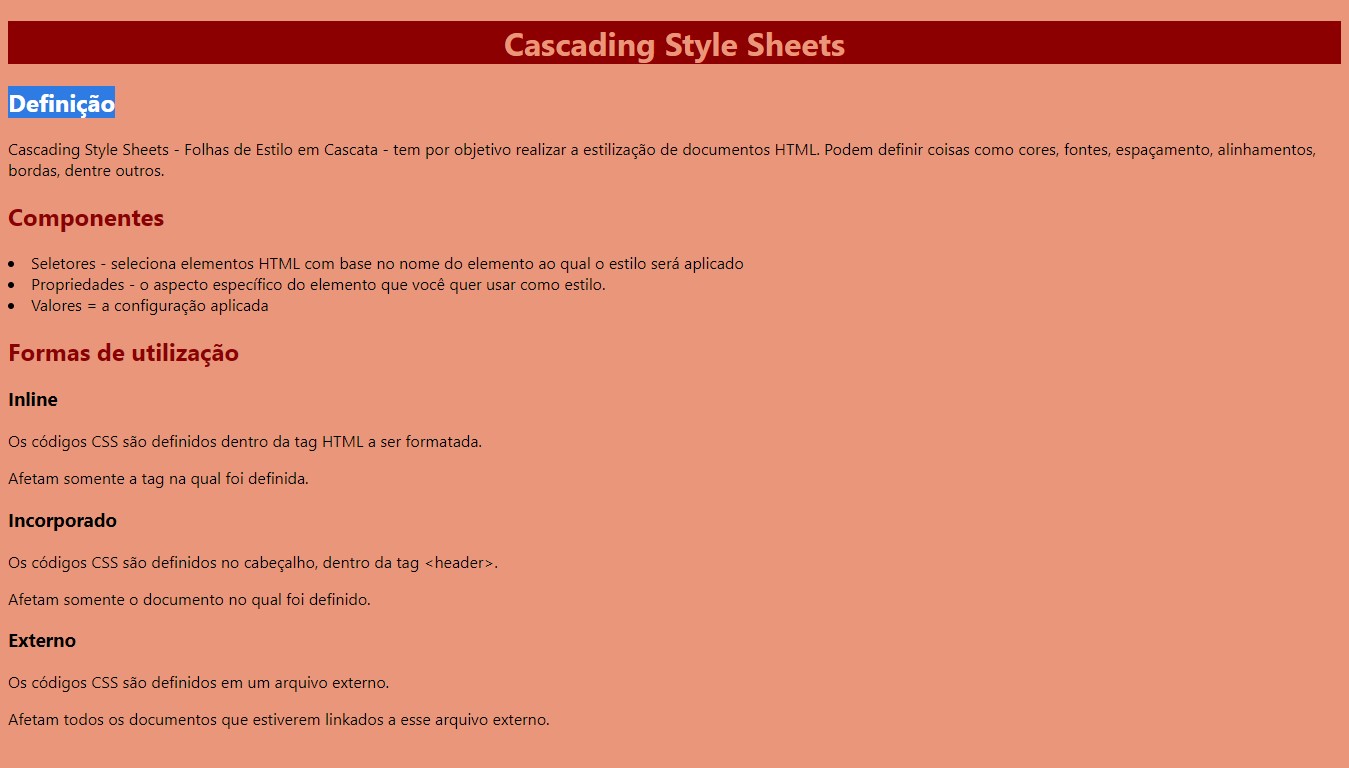 Cascading Style Sheets
Definição
Cascading Style Sheets - Folhas de Estilo em Cascata - tem por objetivo realizar a estilização de documentos HTML. Podem definir coisas como cores, fontes, espaçamento, alinhamentos,
bordas, dentre outros.
Componentes
• Seletores - seleciona elementos HTML com base no nome do elemento ao qual o estilo será aplicado
• Propriedades - o aspecto específico do elemento que você quer usar como estilo.
• Valores = a configuração aplicada
Formas de utilização
Inline
Os códigos CSS são definidos dentro da tag HTML a ser formatada.
Afetam somente a tag na qual foi definida.
Incorporado
Os códigos CSS são definidos no cabeçalho, dentro da tag <header>.
Afetam somente o documento no qual foi definido.
Externo
Os códigos CSS são definidos em um arquivo externo.
Afetam todos os documentos que estiverem linkados a esse arquivo externo.